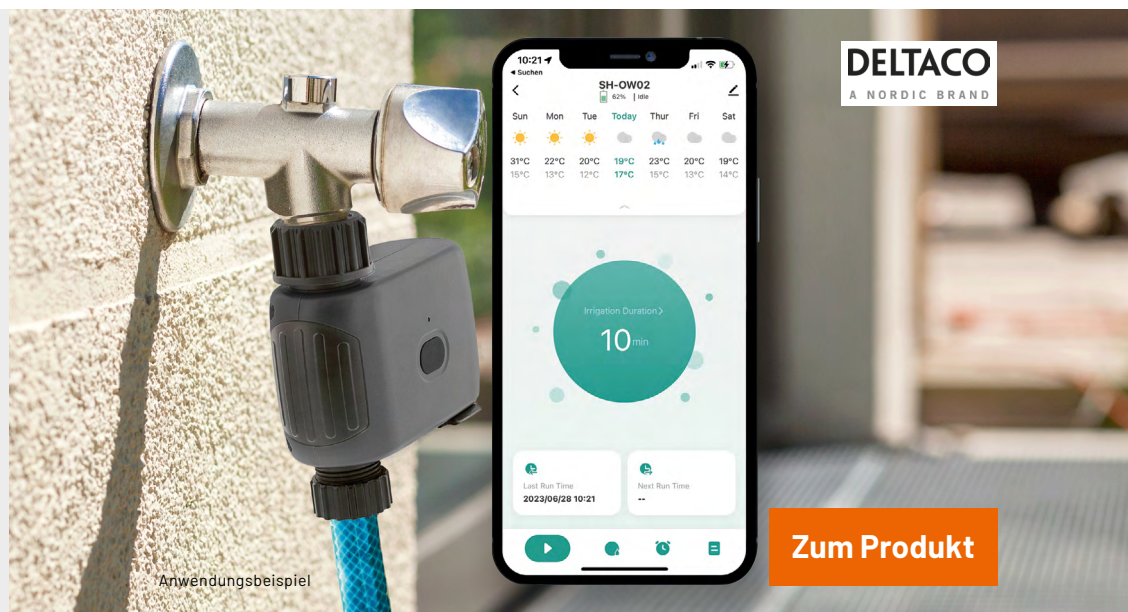 DELTACO
A NORDIC BRAND
10:21
◂ Suchen
SH-OW02
62% | Idle
Sun Mon Tue Today Thur Fri Sat
31°C 22°C 20°C 19°C 23°C 20°C 19°C
15°C 13°C 12°C 17°C 15°C 13°C 14°C
Irrigation Duration >
10 min
Last Run Time
2023/06/28 10:21
Next Run Time
--
Zum Produkt
Anwendungsbeispiel